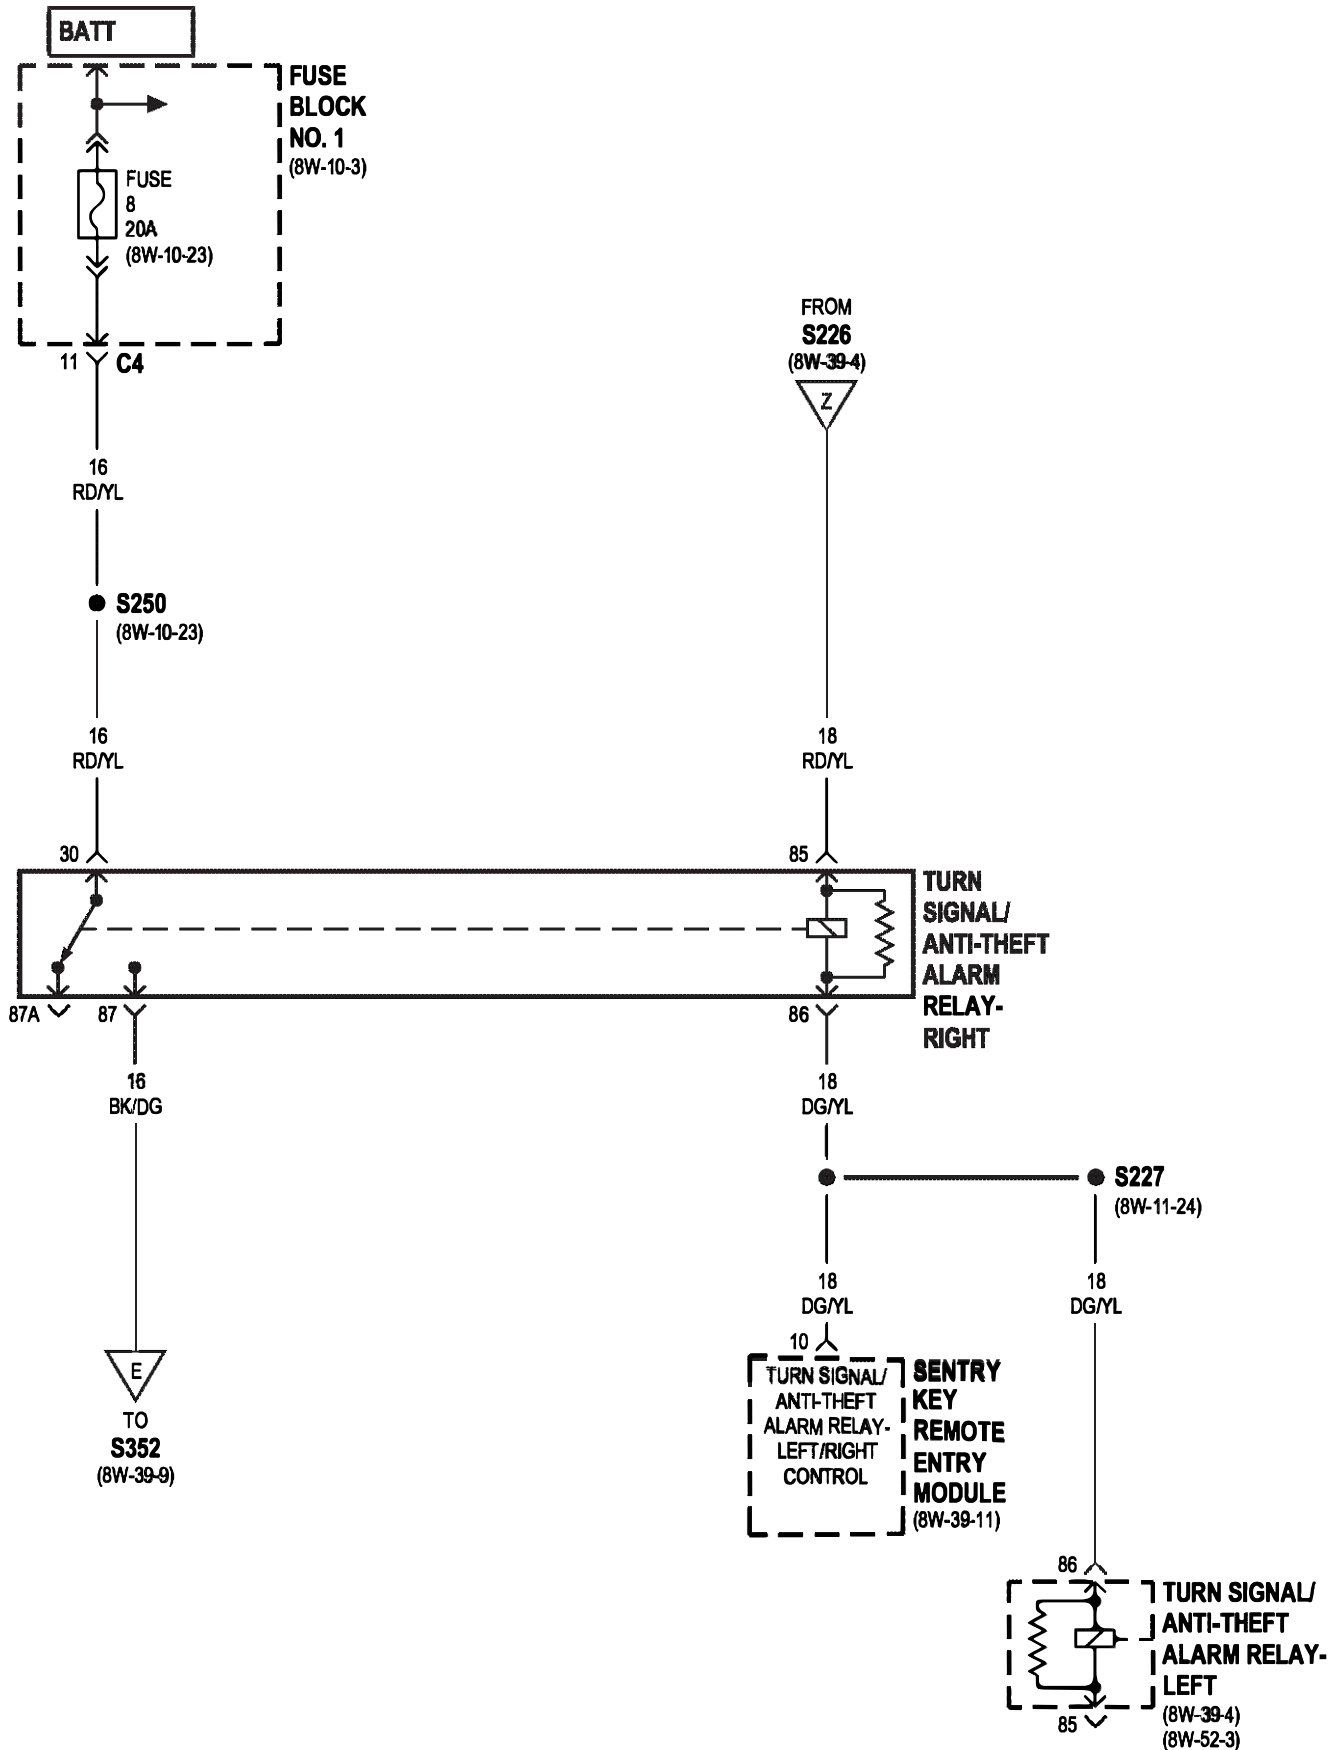 BATT
FUSE
BLOCK
NO. 1
(8W-10-3)
FUSE
8
20A
(8W-10-23)
11
C4
16
RD/YL
S250
(8W-10-23)
16
RD/YL
30
FROM
S226
(8W-39-4)
Z
18
RD/YL
85
TURN
SIGNAL/
ANTI-THEFT
ALARM
RELAY-
RIGHT
87A
87
86
16
BK/DG
E
TO
S352
(8W-39-9)
18
DG/YL
S227
(8W-11-24)
18
DG/YL
18
DG/YL
10
TURN SIGNAL/
ANTI-THEFT
ALARM RELAY-
LEFT/RIGHT
CONTROL
SENTRY
KEY
REMOTE
ENTRY
MODULE
(8W-39-11)
86
TURN SIGNAL/
ANTI-THEFT
ALARM RELAY-
LEFT
(8W-39-4)
(8W-52-3)
85